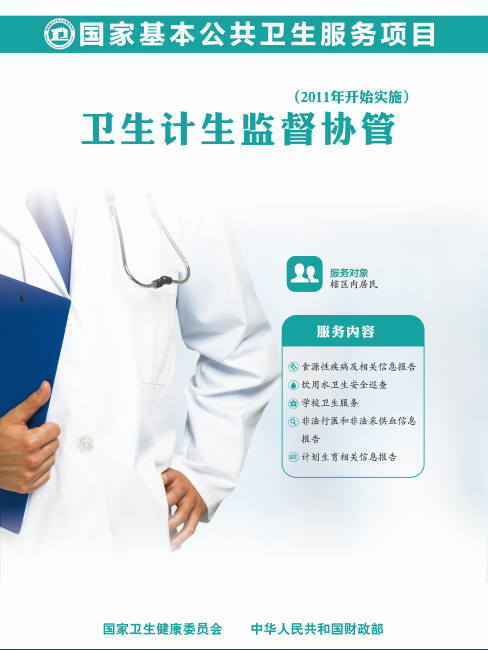 国家基本公共卫生服务项目
（2011年开始实施）
卫生计生监督协管
服务对象
辖区内居民
服务内容
食源性疾病及相关信息报告
饮用水卫生安全巡查
学校卫生服务
非法行医和非法采供血信息
报告
计划生育相关信息报告
国家卫生健康委员会 中华人民共和国财政部